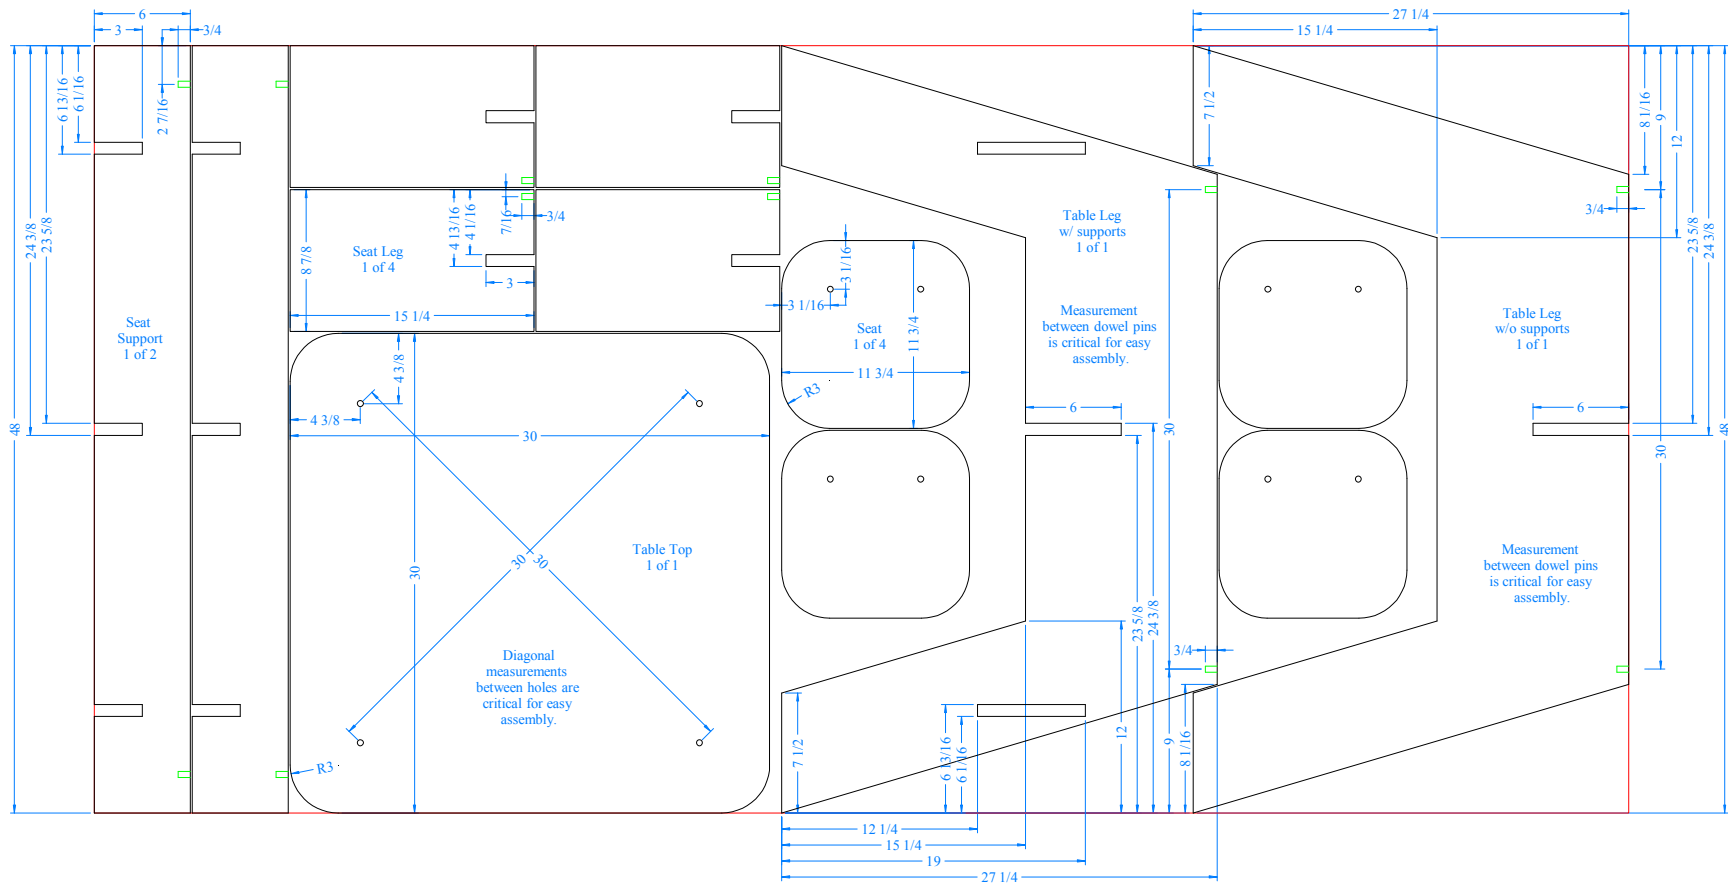 6
27 1/4
3
3/4
15 1/4
48
24 3/8
23 5/8
6 13/16
6 1/16
2 7/16
7 1/2
8 1/16
9
12
23 5/8
24 3/8
48
Seat Leg
1 of 4
8 7/8
4 13/16
4 1/16
7/16
3/4
3
15 1/4
Table Leg
w/ supports
1 of 1
3/4
3 1/16
3 1/16
Seat
1 of 4
11 3/4
11 3/4
R3
Measurement
between dowel pins
is critical for easy
assembly.
Table Leg
w/o supports
1 of 1
Seat
Support
1 of 2
4 3/8
4 3/8
30
6
6
30
30
30
30
30
Table Top
1 of 1
Measurement
between dowel pins
is critical for easy
assembly.
Diagonal
measurements
between holes are
critical for easy
assembly.
R3
3/4
23 5/8
24 3/8
7 1/2
6 13/16
6 1/16
12
9
8 1/16
12 1/4
15 1/4
19
27 1/4